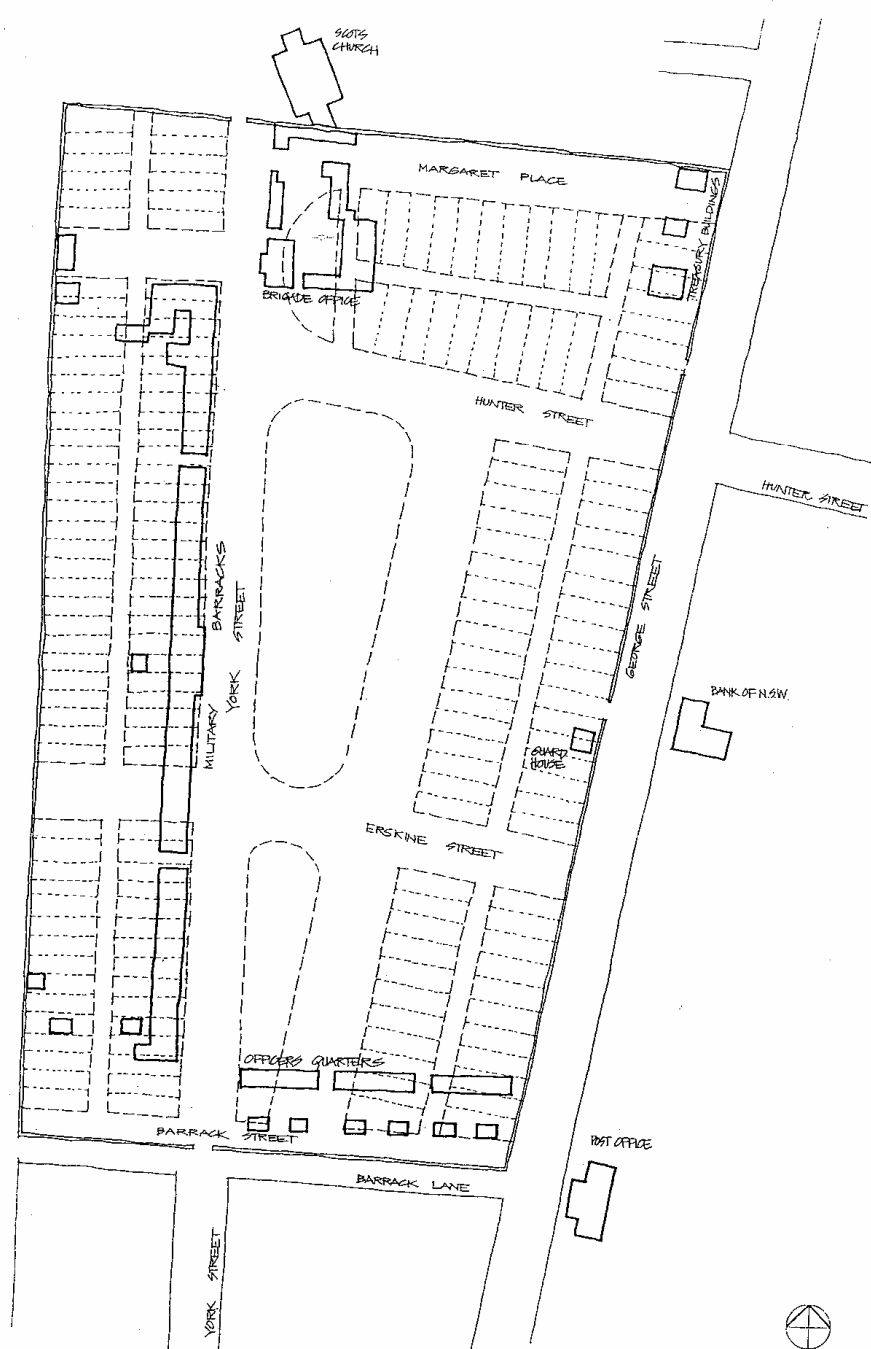 SCOTS
CHURCH
MARGARET PLACE
TREASURY BUILDINGS
BRIGADE OFFICE
HUNTER STREET
HUNTER STREET
MILITARY BARRACKS
YORK STREET
GEORGE STREET
BANK OF N.S.W.
GUARD
HOUSE
ERSKINE STREET
OFFICERS QUARTERS
BARRACK STREET
POST OFFICE
BARRACK LANE
YORK STREET